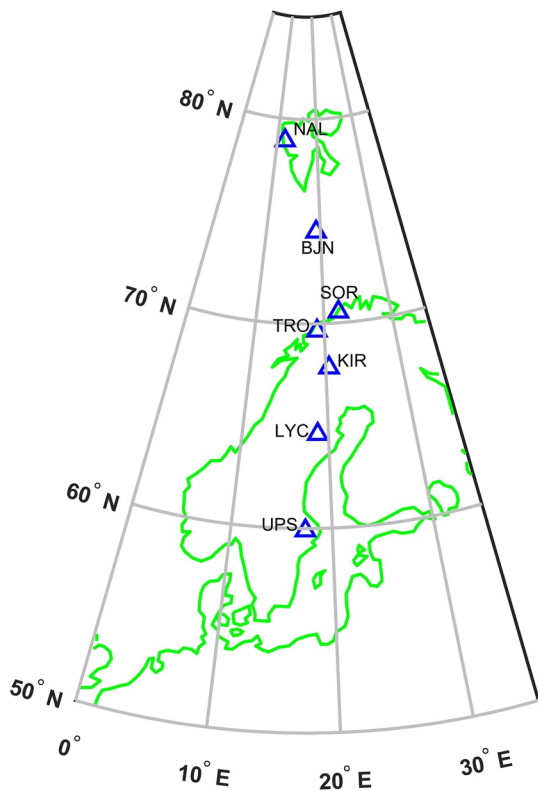 80° N
NAL
BJN
SOR
70° N
TRO
KIR
LYC
60° N
UPS
50° N
0°
10° E
20° E
30° E